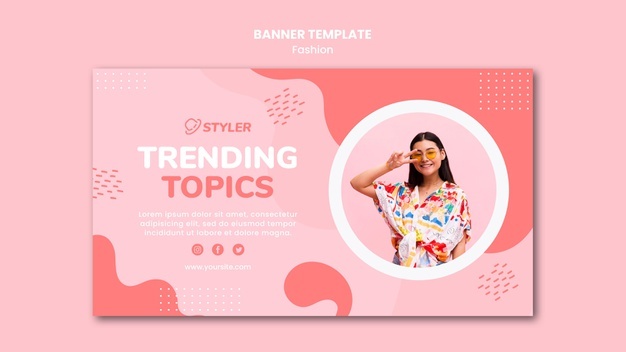 BANNER TEMPLATE
Fashion
STYLER
TRENDING
TOPICS
Lorem ipsum dolor sit amet, consectetur
adipiscing elit, sed do eiusmod tempor
incididunt ut labore et dolore magna.
www.yoursite.com